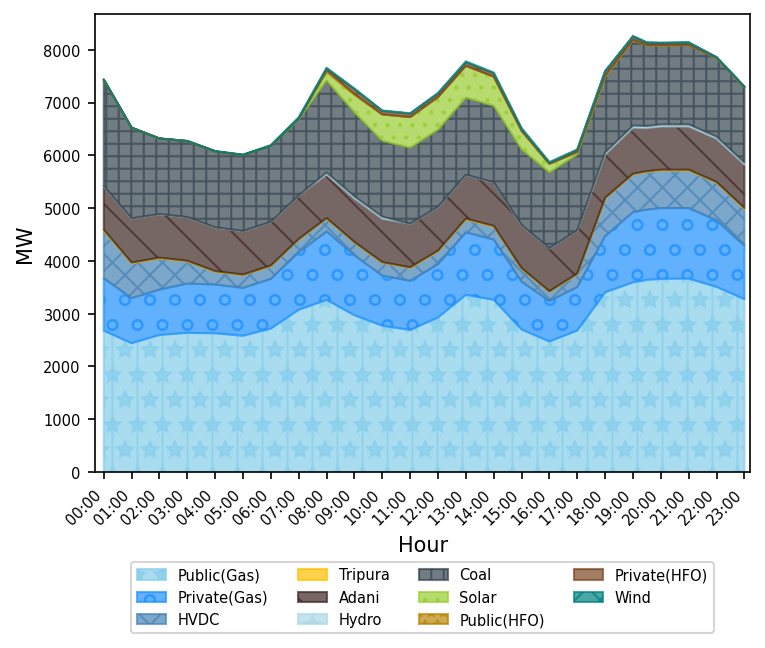 8000
7000
6000
5000
4000
3000
2000
1000
0
MW
00:00 01:00 02:00 03:00 04:00 05:00 06:00 07:00 08:00 09:00 10:00 11:00 12:00 13:00 14:00 15:00 16:00 17:00 18:00 19:00 20:00 21:00 22:00 23:00
Hour
Public(Gas) Tripura Coal Private(HFO)
Private(Gas) Adani Solar Wind
HVDC Hydro Public(HFO)